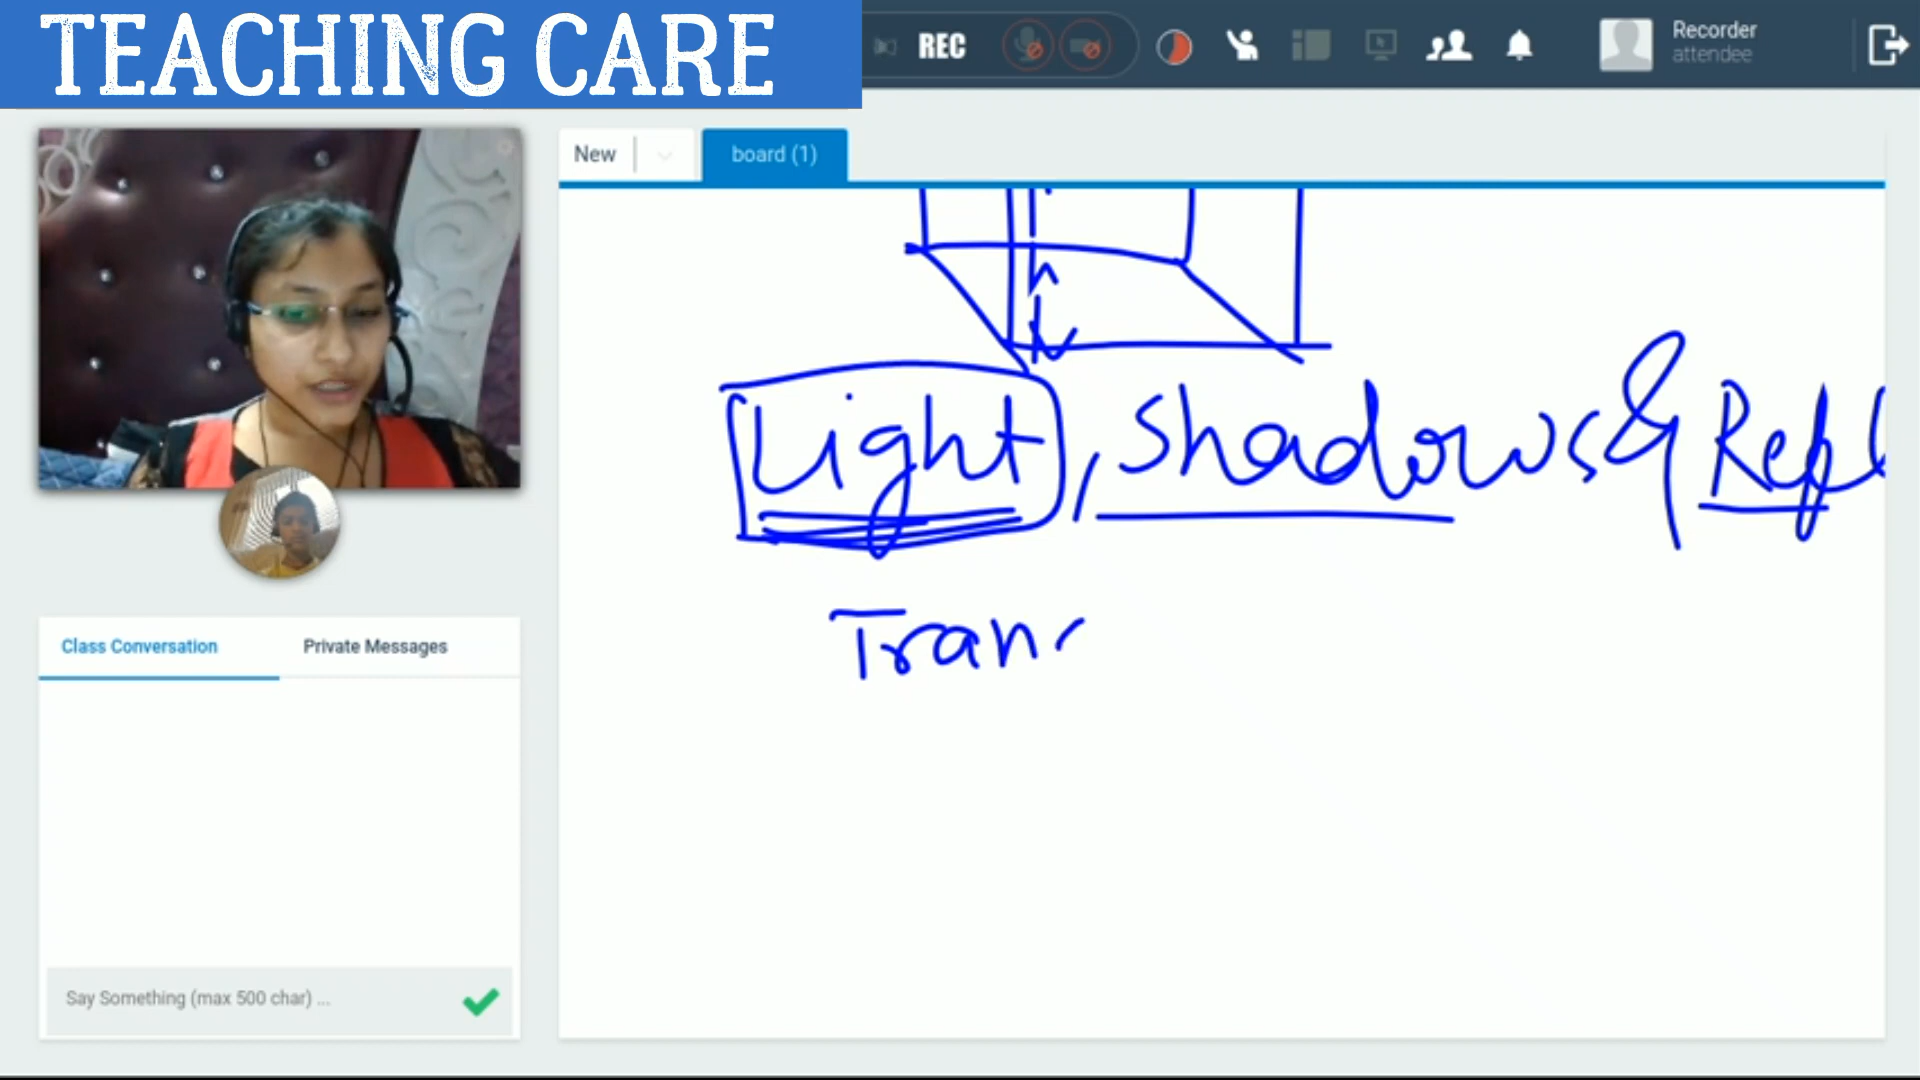 TEACHING CARE
REC
Recorder
attendee
New
board (1)
h
Light, Shadows & Refl
Tran
Class Conversation
Private Messages
Say Something (max 500 char) ...